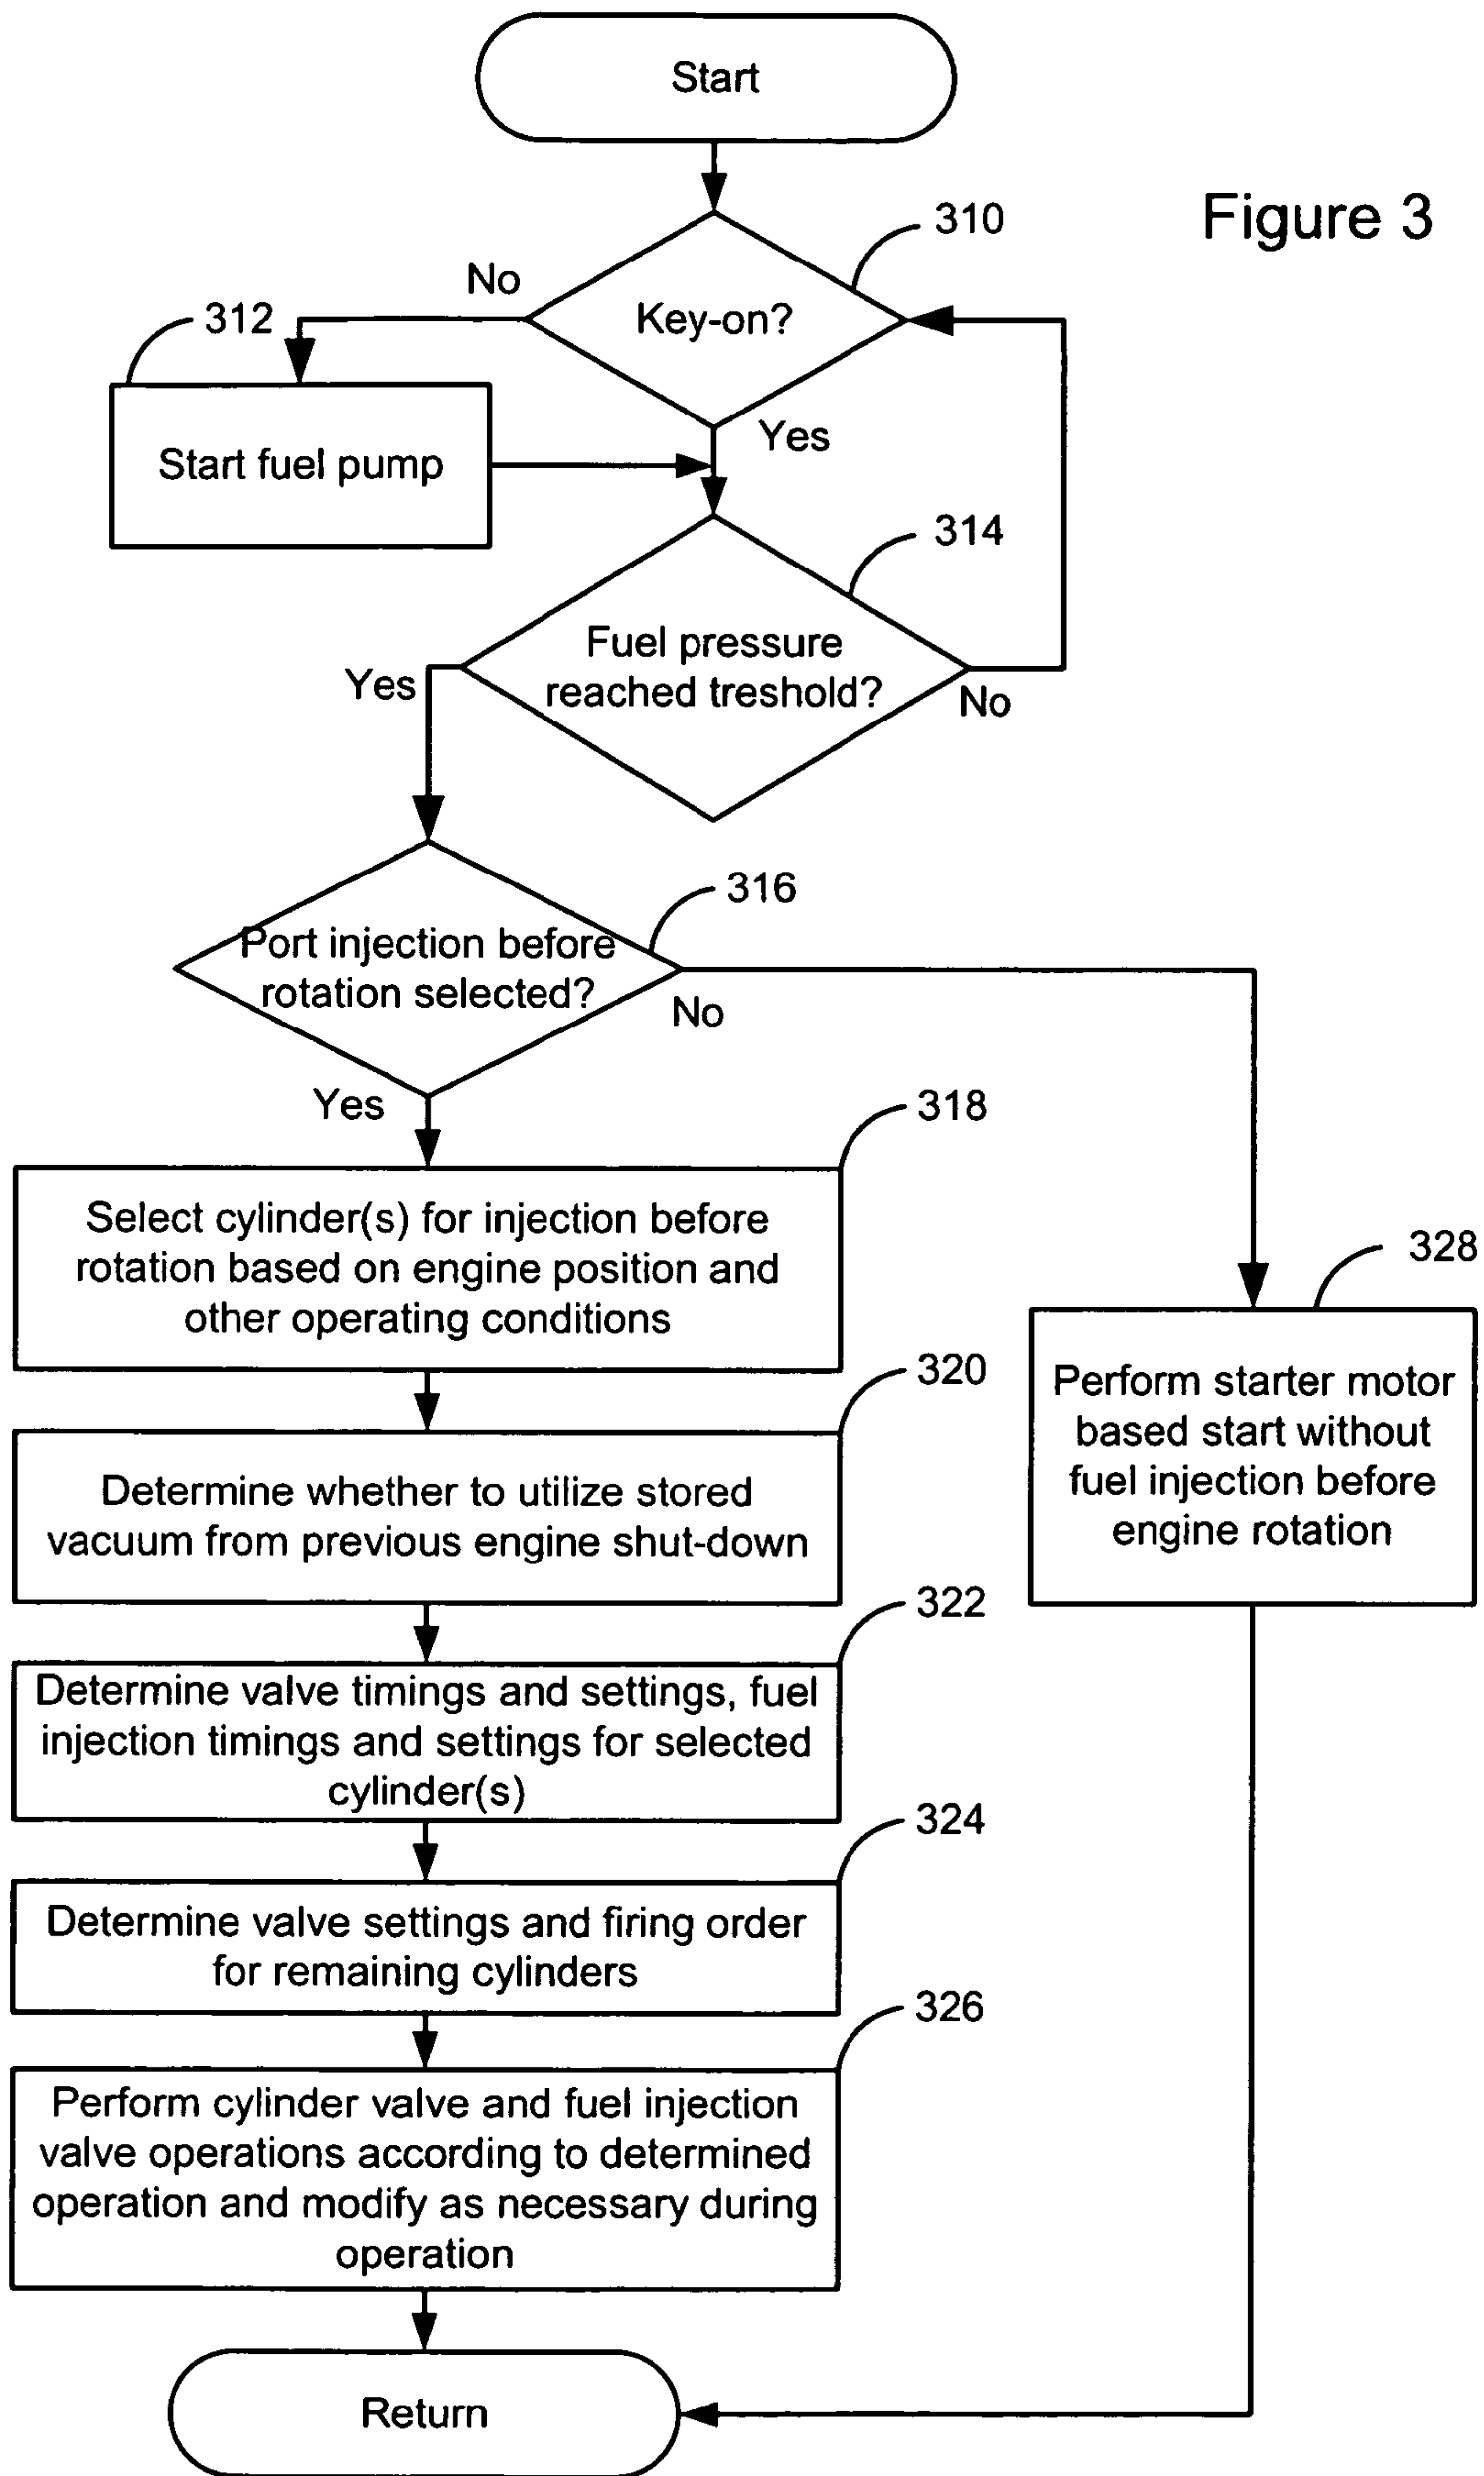 Start
Figure 3
310
No
Key-on?
312
Yes
Start fuel pump
314
Fuel pressure
reached treshold?
Yes
No
316
Port injection before
rotation selected?
No
Yes
318
Select cylinder(s) for injection before
rotation based on engine position and
other operating conditions
328
320
Perform starter motor
based start without
fuel injection before
engine rotation
Determine whether to utilize stored
vacuum from previous engine shut-down
322
Determine valve timings and settings, fuel
injection timings and settings for selected
cylinder(s)
324
Determine valve settings and firing order
for remaining cylinders
326
Perform cylinder valve and fuel injection
valve operations according to determined
operation and modify as necessary during
operation
Return